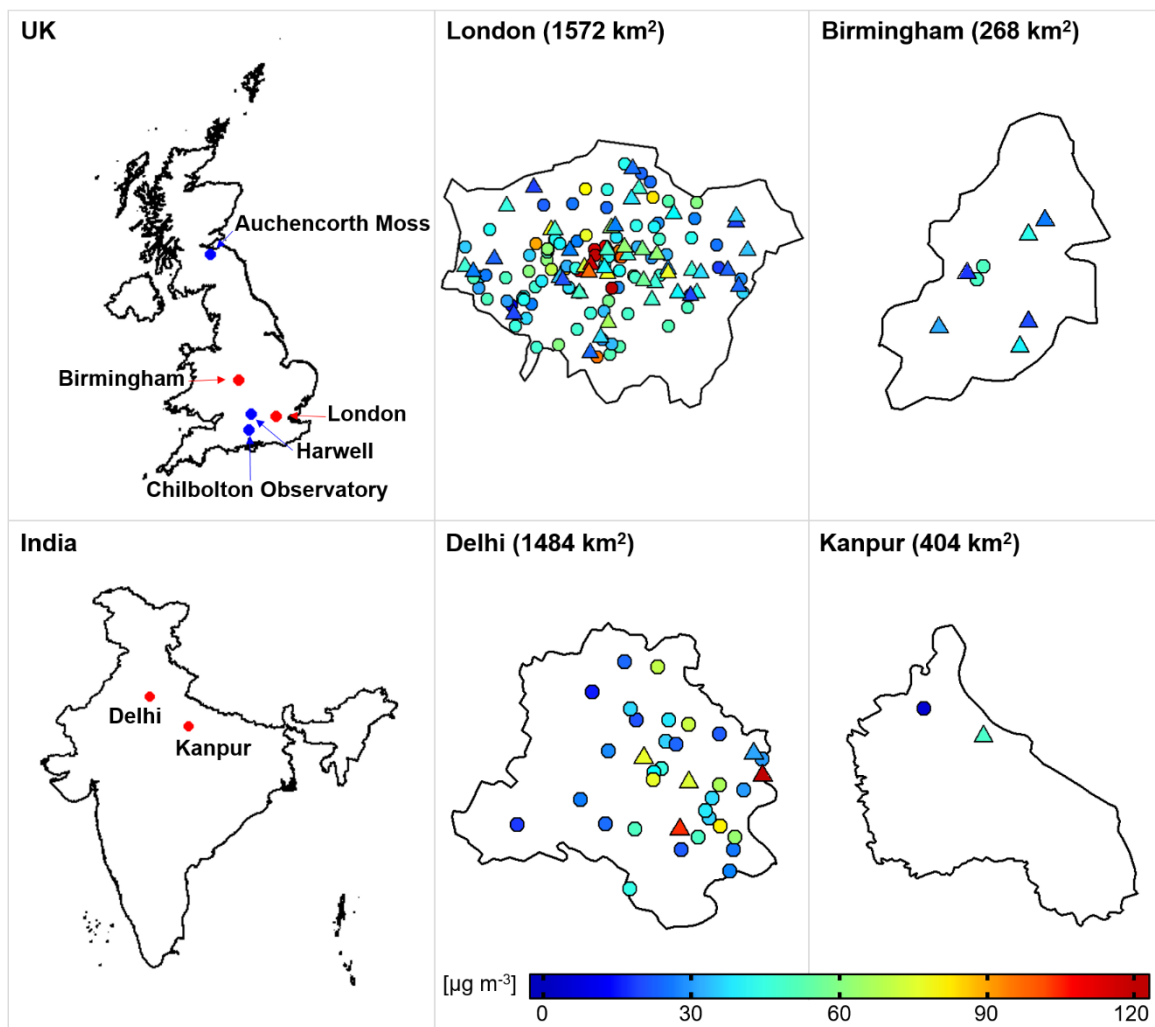 UK
London (1572 km²)
Birmingham (268 km²)
Auchencorth Moss
Birmingham
London
Harwell
Chilbolton Observatory
India
Delhi (1484 km²)
Kanpur (404 km²)
Delhi
Kanpur
[µg m⁻³]
0 30 60 90 120